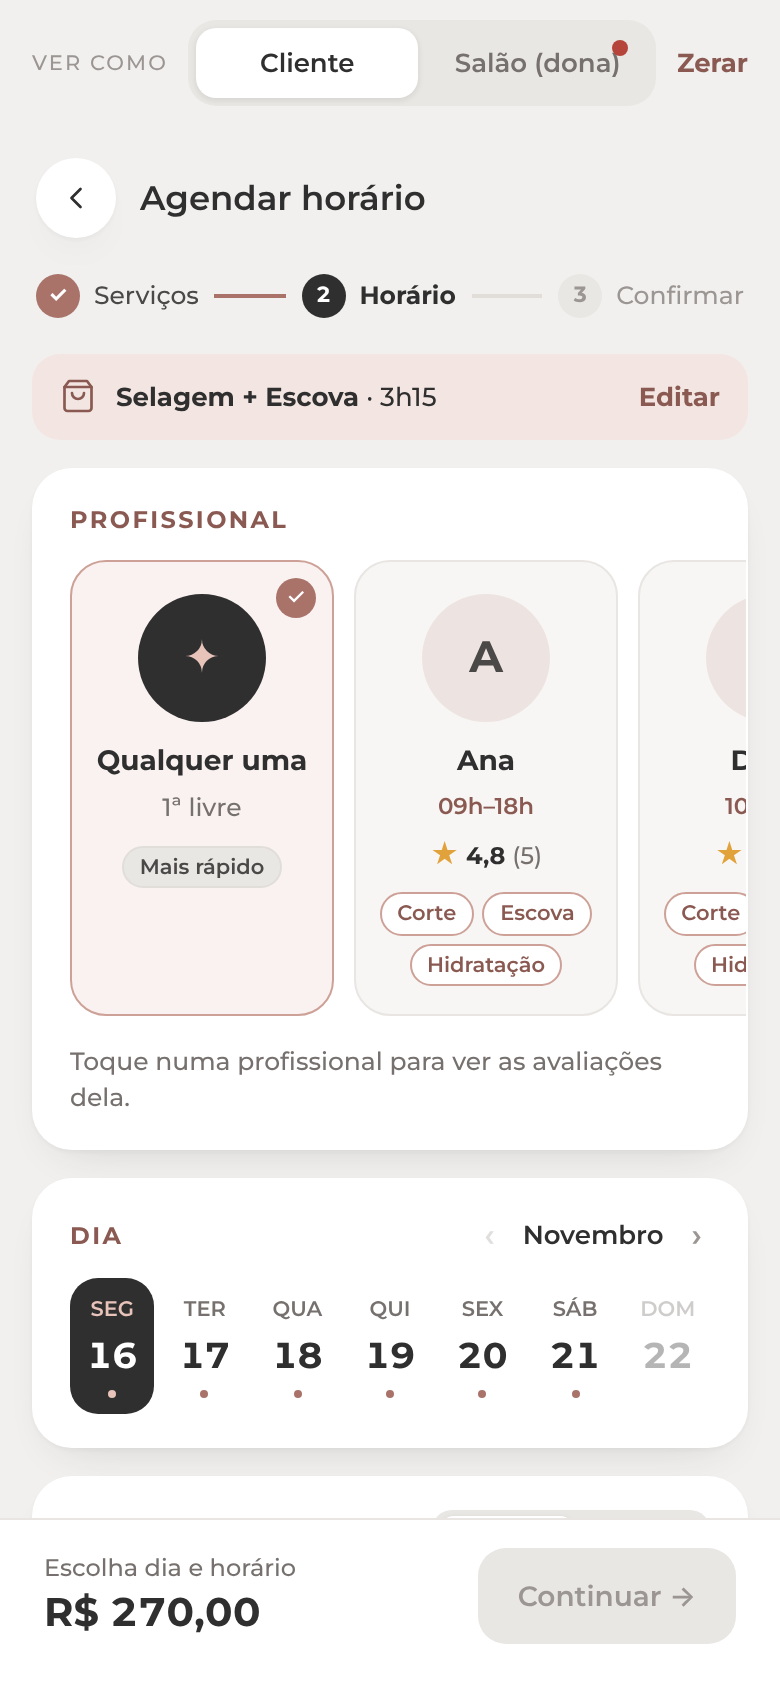 VER COMO Cliente Salão (dona) Zerar
Agendar horário
Serviços 2 Horário 3 Confirmar
Selagem + Escova · 3h15 Editar
PROFISSIONAL
Qualquer uma
1ª livre
Mais rápido
A
Ana
09h–18h
★ 4,8 (5)
Corte Escova
Hidratação
D
10
★
Corte
Hid
Toque numa profissional para ver as avaliações
dela.
DIA ‹ Novembro ›
SEG TER QUA QUI SEX SÁB DOM
16 17 18 19 20 21 22
Escolha dia e horário
R$ 270,00
Continuar →